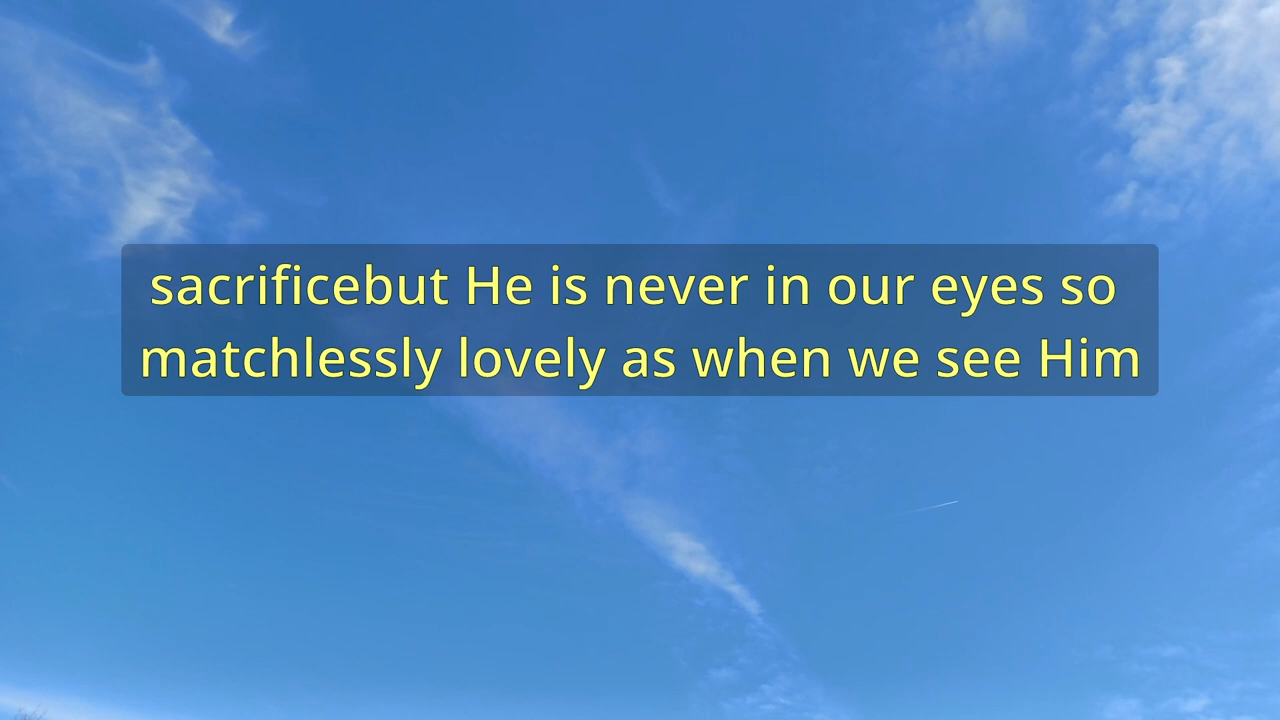 sacrificebut He is never in our eyes so
matchlessly lovely as when we see Him